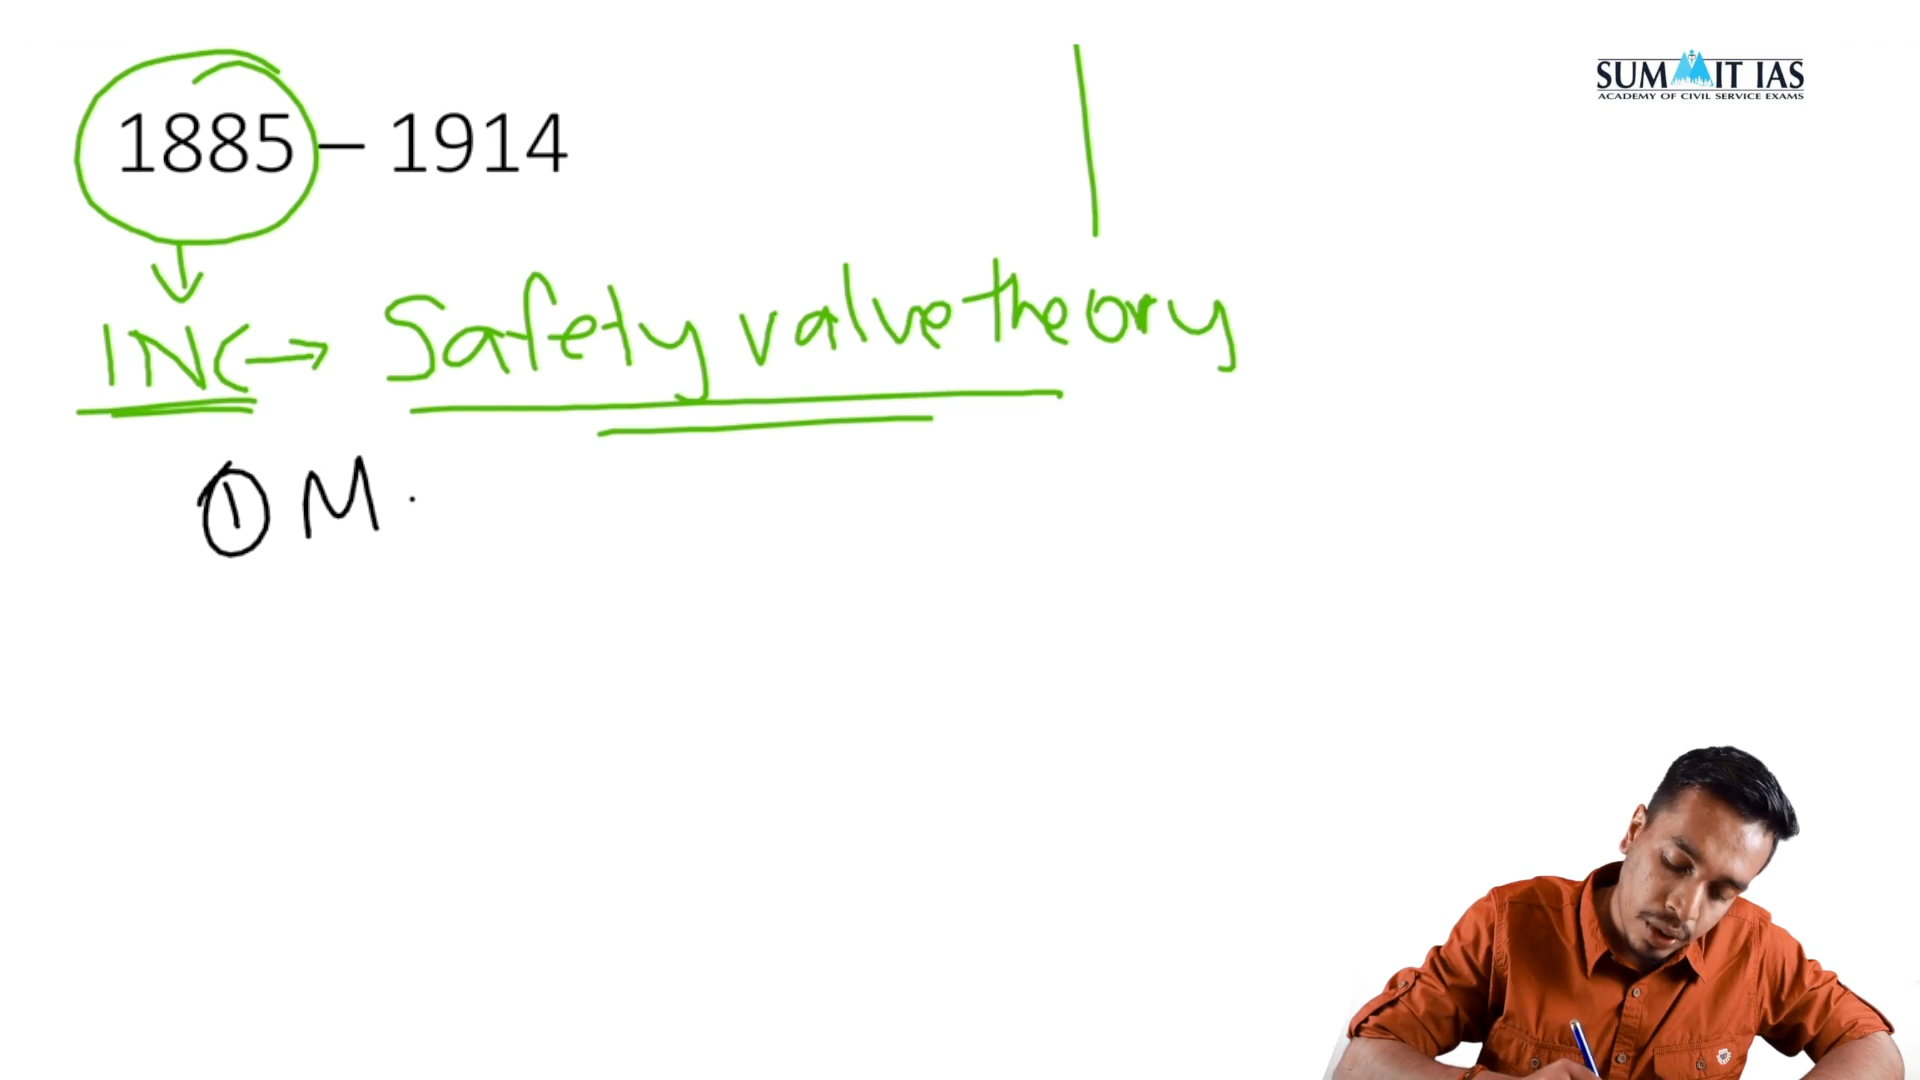 1885 – 1914
SUMMIT IAS
ACADEMY OF CIVIL SERVICE EXAMS
INC → Safety valve theory
① M.